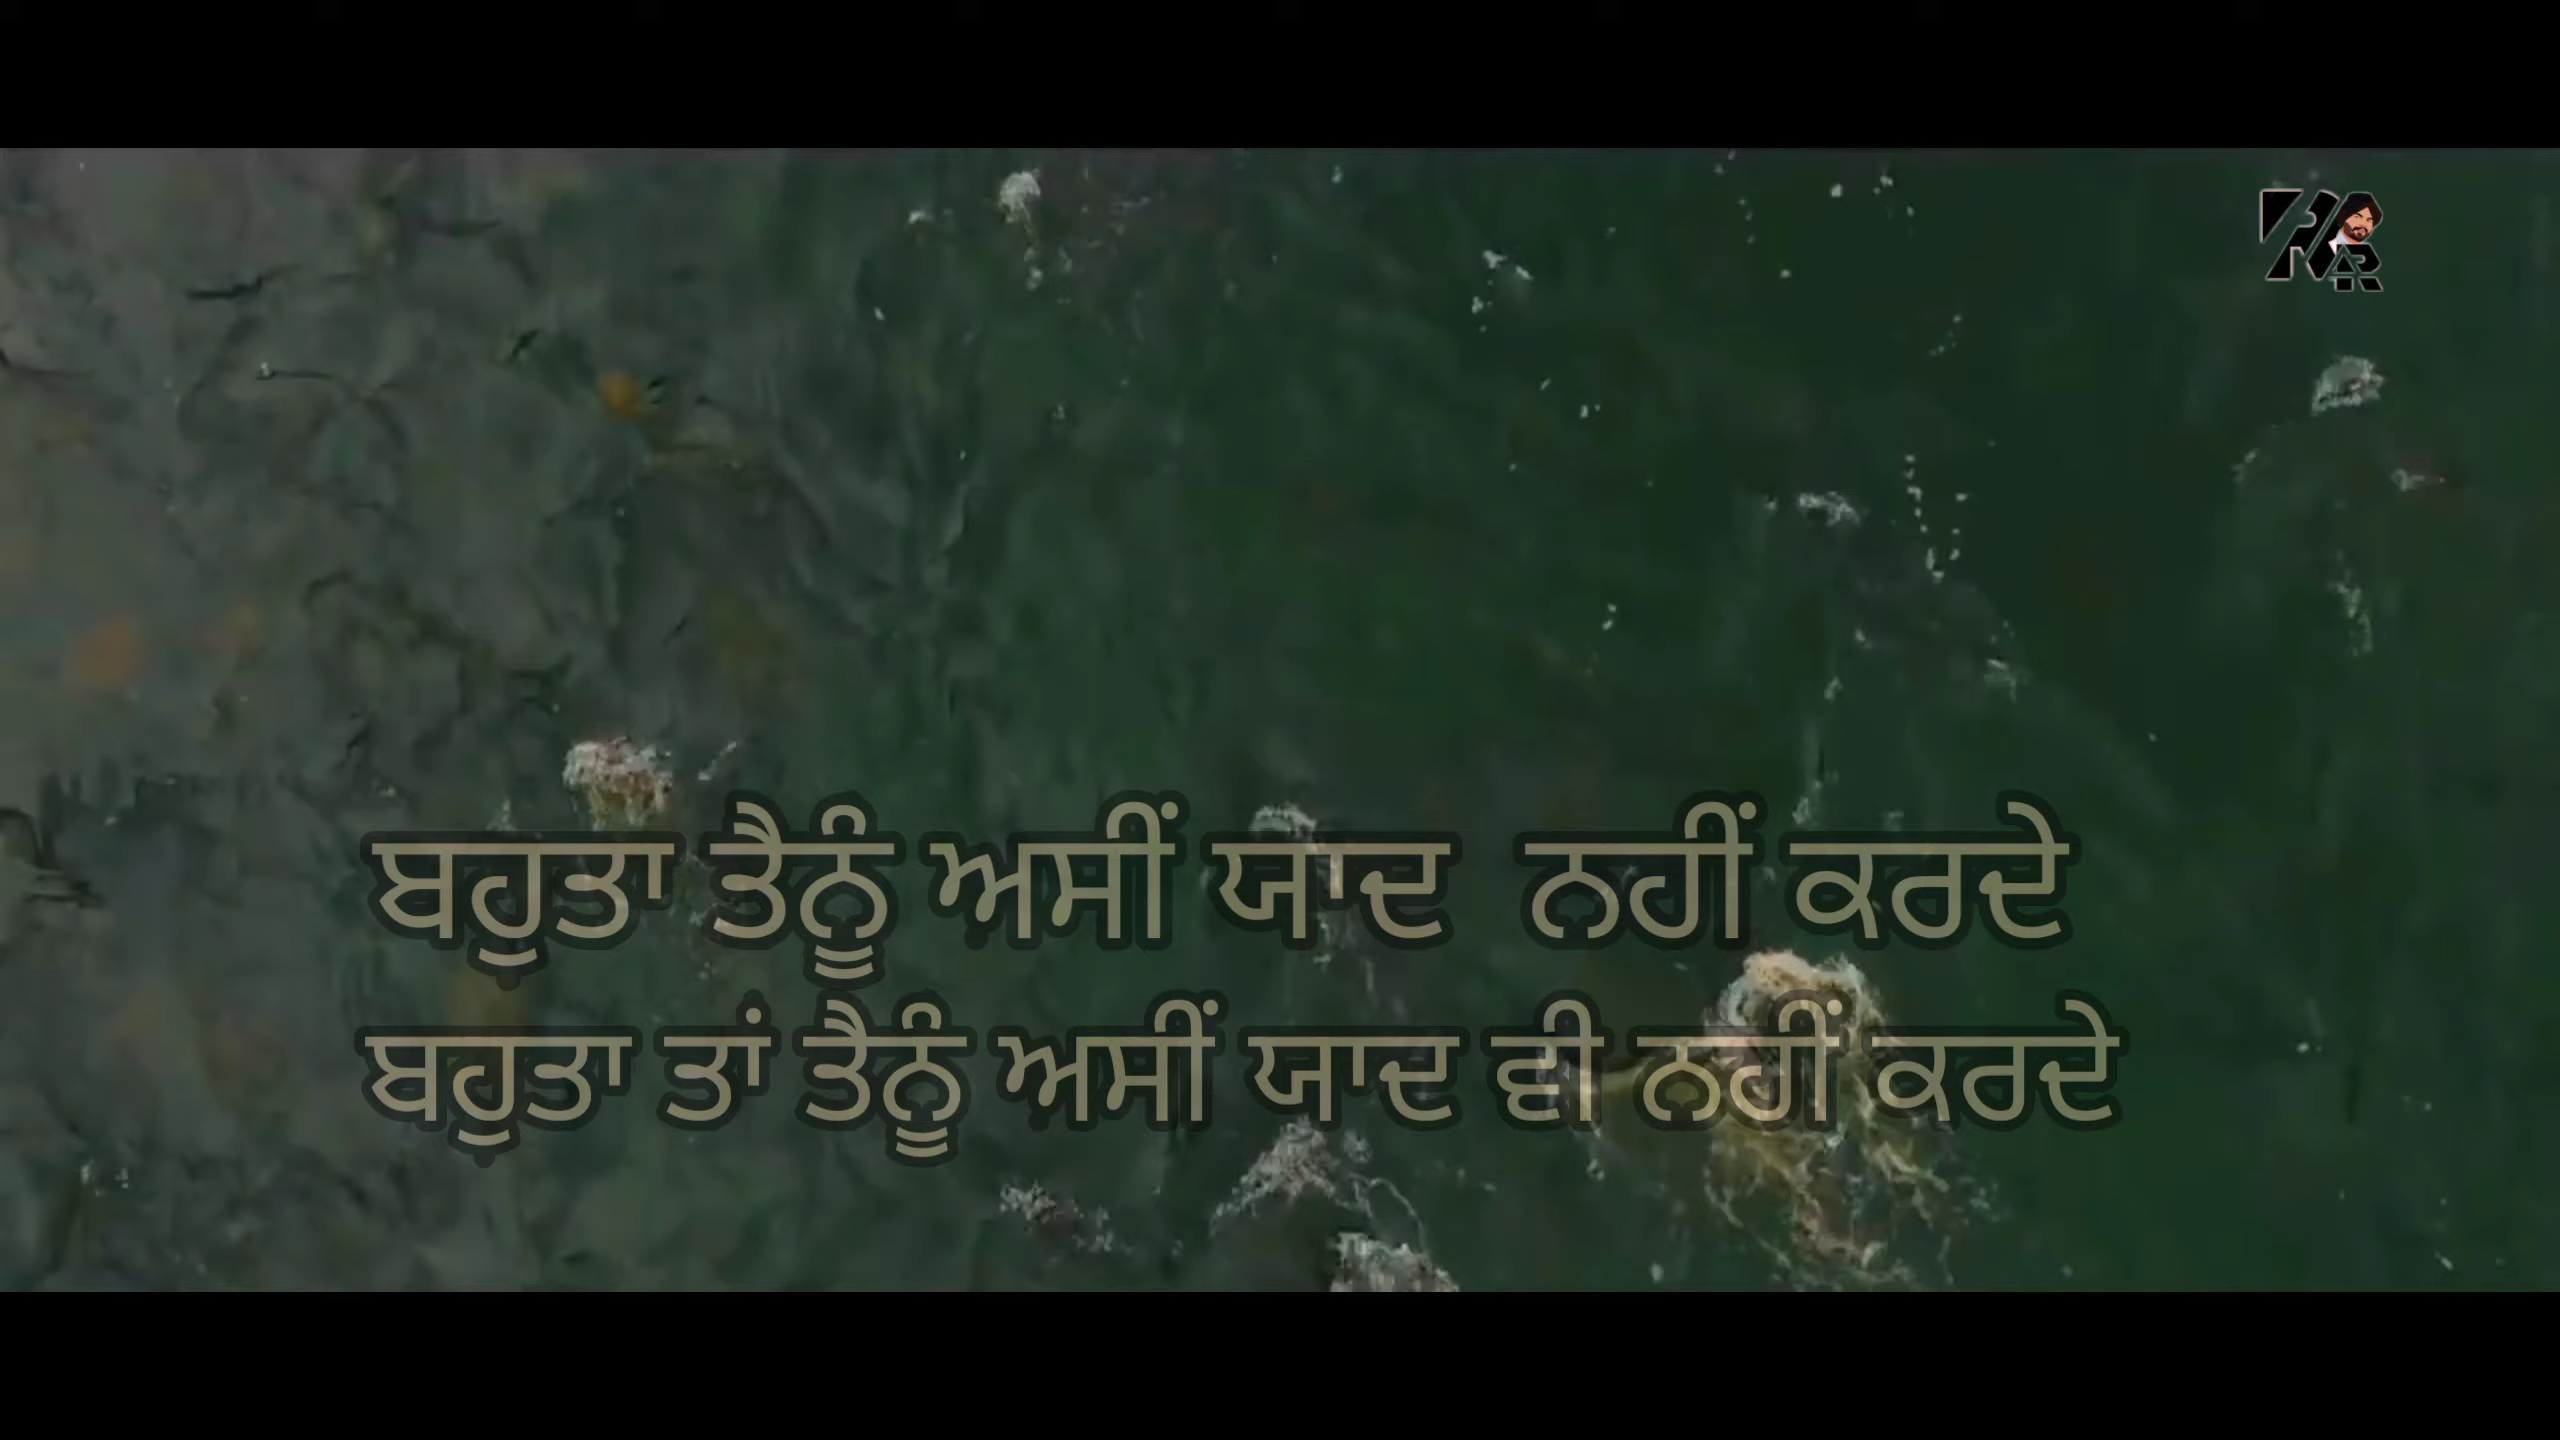 ਬਹੁਤਾ ਤੈਨੂੰ ਅਸੀਂ ਯਾਦ ਨਹੀਂ ਕਰਦੇ
ਬਹੁਤਾ ਤਾਂ ਤੈਨੂੰ ਅਸੀਂ ਯਾਦ ਵੀ ਨਹੀਂ ਕਰਦੇ